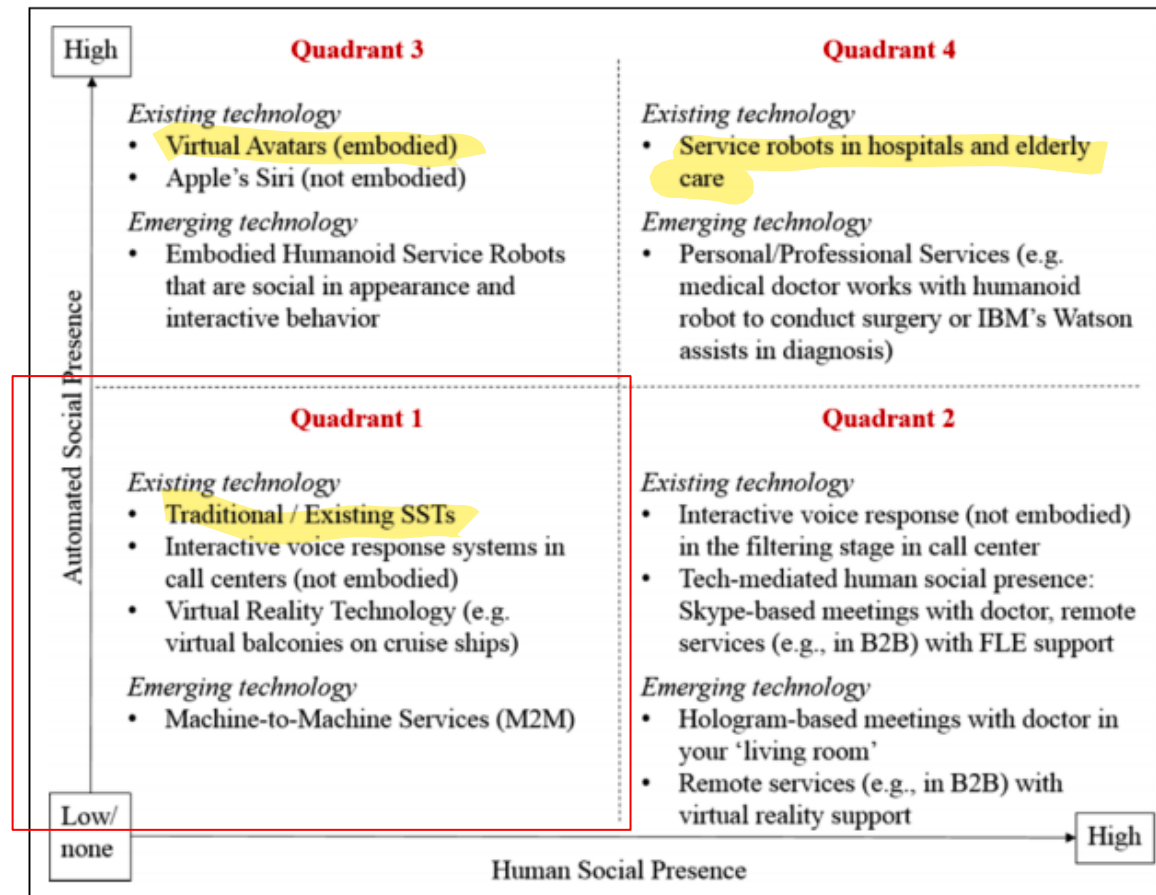 High
Quadrant 3
Existing technology
• Virtual Avatars (embodied)
• Apple's Siri (not embodied)
Emerging technology
• Embodied Humanoid Service Robots
that are social in appearance and
interactive behavior
Quadrant 4
Existing technology
• Service robots in hospitals and elderly
care
Emerging technology
• Personal/Professional Services (e.g.
medical doctor works with humanoid
robot to conduct surgery or IBM's Watson
assists in diagnosis)
Automated Social Presence
Quadrant 1
Existing technology
• Traditional / Existing SSTs
• Interactive voice response systems in
call centers (not embodied)
• Virtual Reality Technology (e.g.
virtual balconies on cruise ships)
Emerging technology
• Machine-to-Machine Services (M2M)
Quadrant 2
Existing technology
• Interactive voice response (not embodied)
in the filtering stage in call center
• Tech-mediated human social presence:
Skype-based meetings with doctor, remote
services (e.g., in B2B) with FLE support
Emerging technology
• Hologram-based meetings with doctor in
your 'living room'
• Remote services (e.g., in B2B) with
virtual reality support
Low/
none
High
Human Social Presence